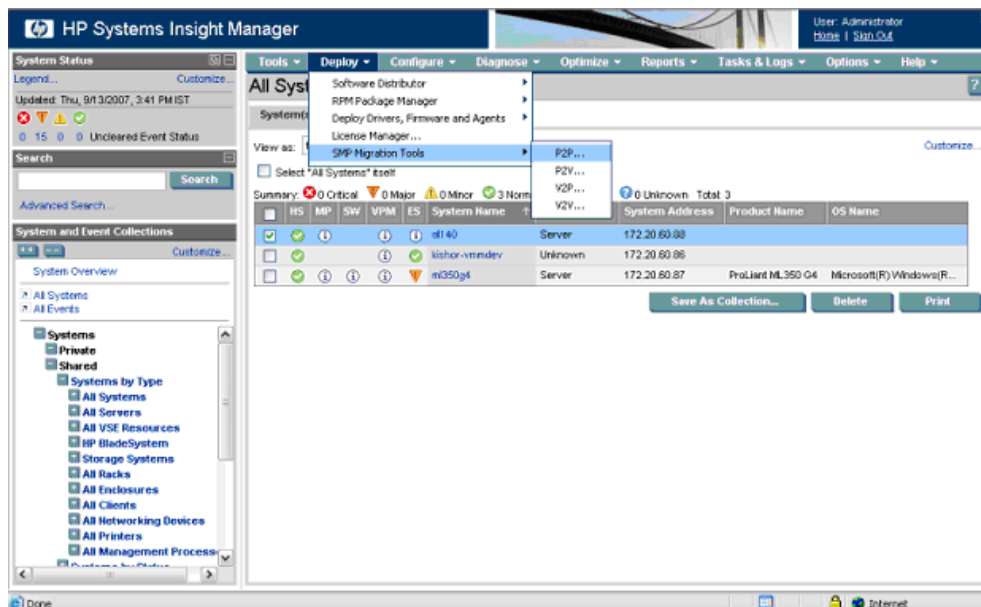 HP Systems Insight Manager
User: Administrator
Home | Sign Out
System Status
Legend... Customize...
Updated: Thu, 9/13/2007, 3:41 PM IST
0 15 0 0 Uncleared Event Status
Search
Search
Advanced Search...
System and Event Collections
Customize...
System Overview
All Systems
All Events
Systems
Private
Shared
Systems by Type
All Systems
All Servers
All VSE Resources
HP BladeSystem
Storage Systems
All Racks
All Enclosures
All Clients
All Networking Devices
All Printers
All Management Process
Systems by Status
Tools Deploy Configure Diagnose Optimize Reports Tasks & Logs Options Help
All Syst
?
System(s
Software Distributor
RPM Package Manager
Deploy Drivers, Firmware and Agents
License Manager...
SMP Migration Tools
P2P...
P2V...
V2P...
V2V...
View as:
Customize...
Select "All Systems" itself
Summary: 0 Critical 0 Major 0 Minor 3 Norm 0 Unknown Total: 3
HS MP SW VPM ES System Name System Address Product Name OS Name
dl140 Server 172.20.60.88
kishor-vmmdev Unknown 172.20.60.86
ml350g4 Server 172.20.60.87 ProLiant ML350 G4 Microsoft(R) Windows(R...
Save As Collection... Delete Print
Done Internet